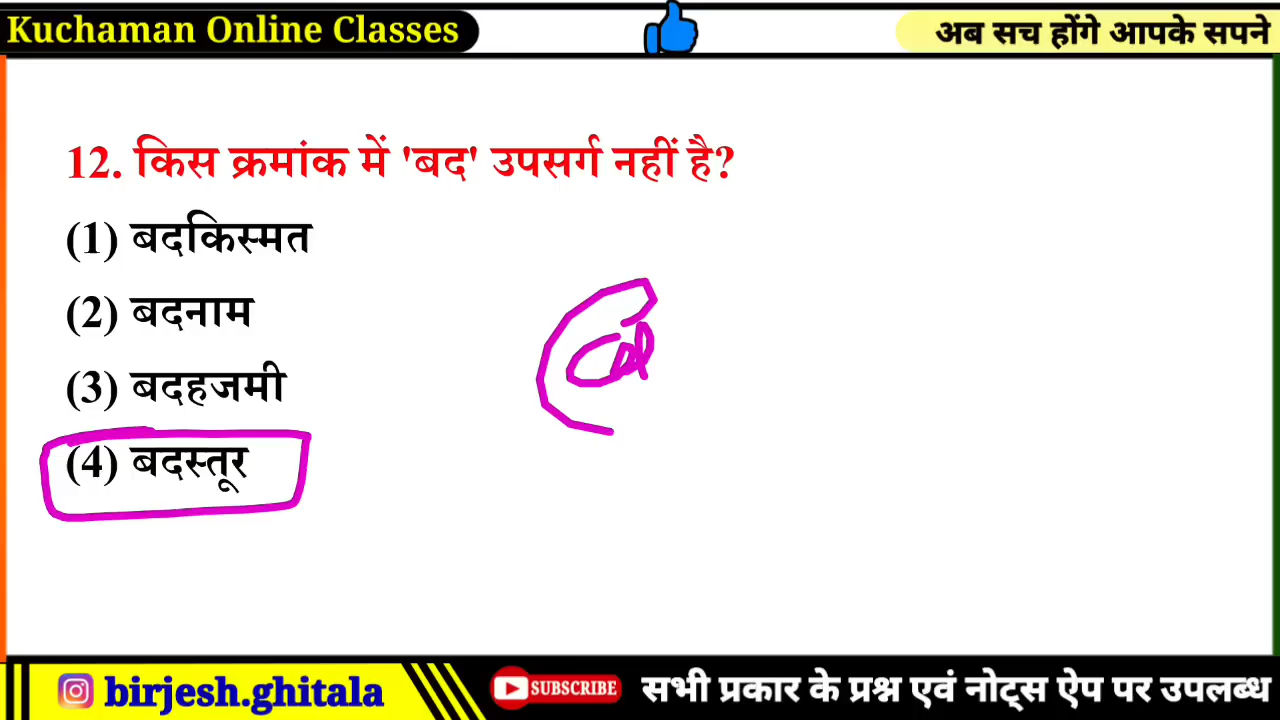 Kuchaman Online Classes
अब सच होंगे आपके सपने
12. किस क्रमांक में 'बद' उपसर्ग नहीं है?
(1) बदकिस्मत
(2) बदनाम
(3) बदहजमी
(4) बदस्तूर
birjesh.ghitala
SUBSCRIBE
सभी प्रकार के प्रश्न एवं नोट्स ऐप पर उपलब्ध